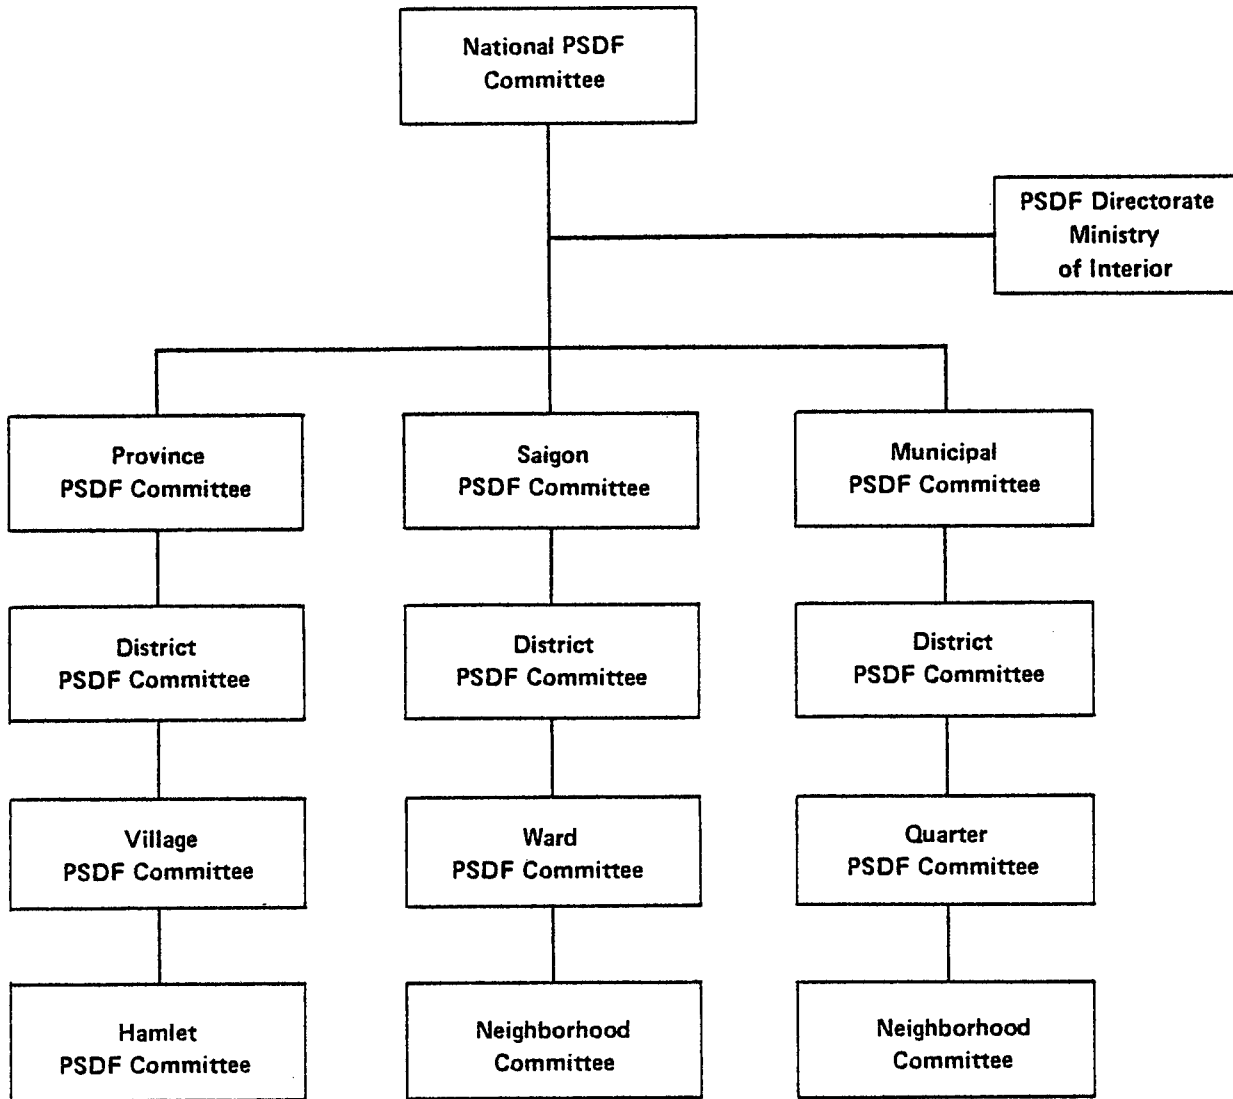 National PSDF
Committee
PSDF Directorate
Ministry
of Interior
Province
PSDF Committee
Saigon
PSDF Committee
Municipal
PSDF Committee
District
PSDF Committee
District
PSDF Committee
District
PSDF Committee
Village
PSDF Committee
Ward
PSDF Committee
Quarter
PSDF Committee
Hamlet
PSDF Committee
Neighborhood
Committee
Neighborhood
Committee